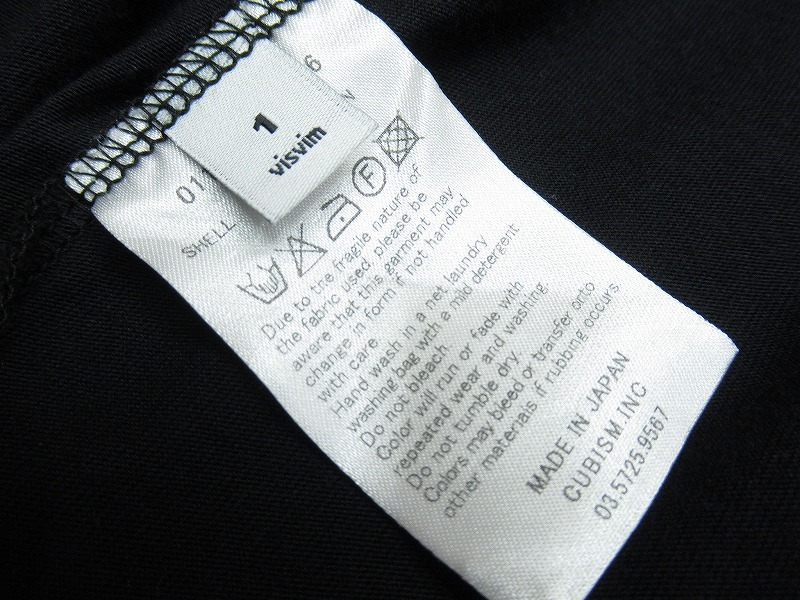 1
visvim
6
01
SHELL
F
Due to the fragile nature of
the fabric used, please be
aware that this garment may
change in form if not handled
with care.
Hand wash in a net laundry
washing bag with a mild detergent
Do not bleach
Color will run or fade with
repeated wear and washing.
Do not tumble dry.
Colors may bleed or transfer onto
other materials if rubbing occurs
MADE IN JAPAN
CUBISM.INC
03.5725.9567